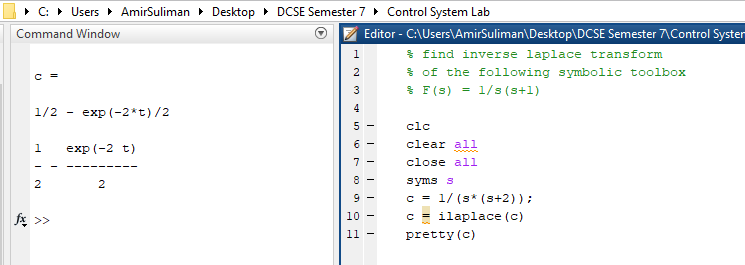 C: › Users › AmirSuliman › Desktop › DCSE Semester 7 › Control System Lab
Command Window
c =
1/2 - exp(-2*t)/2
1   exp(-2 t)
- - ---------
2       2
fx >>
Editor - C:\Users\AmirSuliman\Desktop\DCSE Semester 7\Control System
1 % find inverse laplace transform
2 % of the following symbolic toolbox
3 % F(s) = 1/s(s+1)
4
5 – clc
6 – clear all
7 – close all
8 – syms s
9 – c = 1/(s*(s+2));
10 – c = ilaplace(c)
11 – pretty(c)